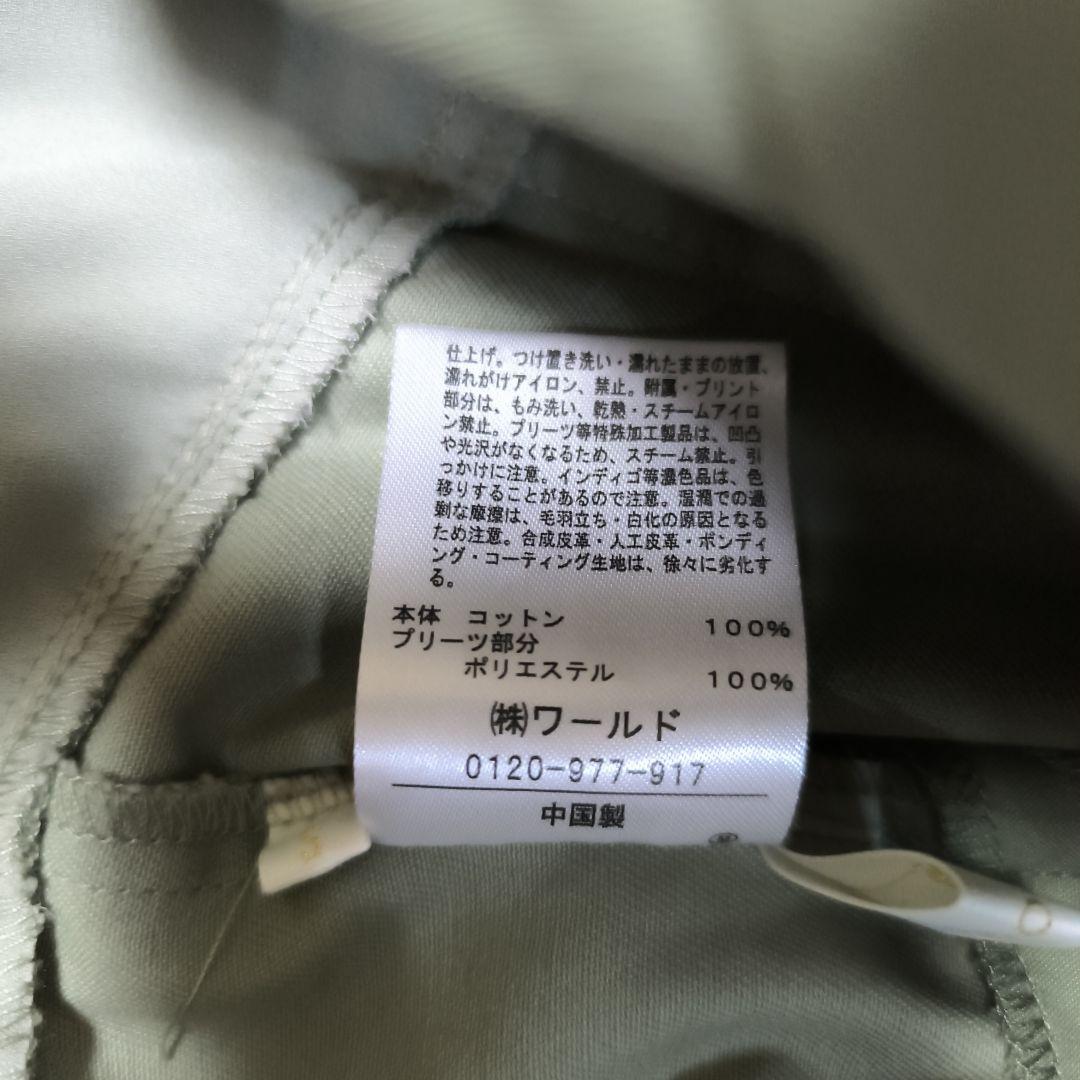 仕上げ。つけ置き洗い・濡れたままの放置、
濡れがけアイロン、禁止。附属・プリント
部分は、もみ洗い、乾熱・スチームアイロ
ン禁止。プリーツ等特殊加工製品は、凹凸
や光沢がなくなるため、スチーム禁止。引
っかけに注意。インディゴ等濃色品は、色
移りすることがあるので注意。湿潤での過
剰な摩擦は、毛羽立ち・白化の原因となる
ため注意。合成皮革・人工皮革・ボンディ
ング・コーティング生地は、徐々に劣化す
る。
本体 コットン 100%
プリーツ部分
ポリエステル 100%
㈱ワールド
0120-977-917
中国製